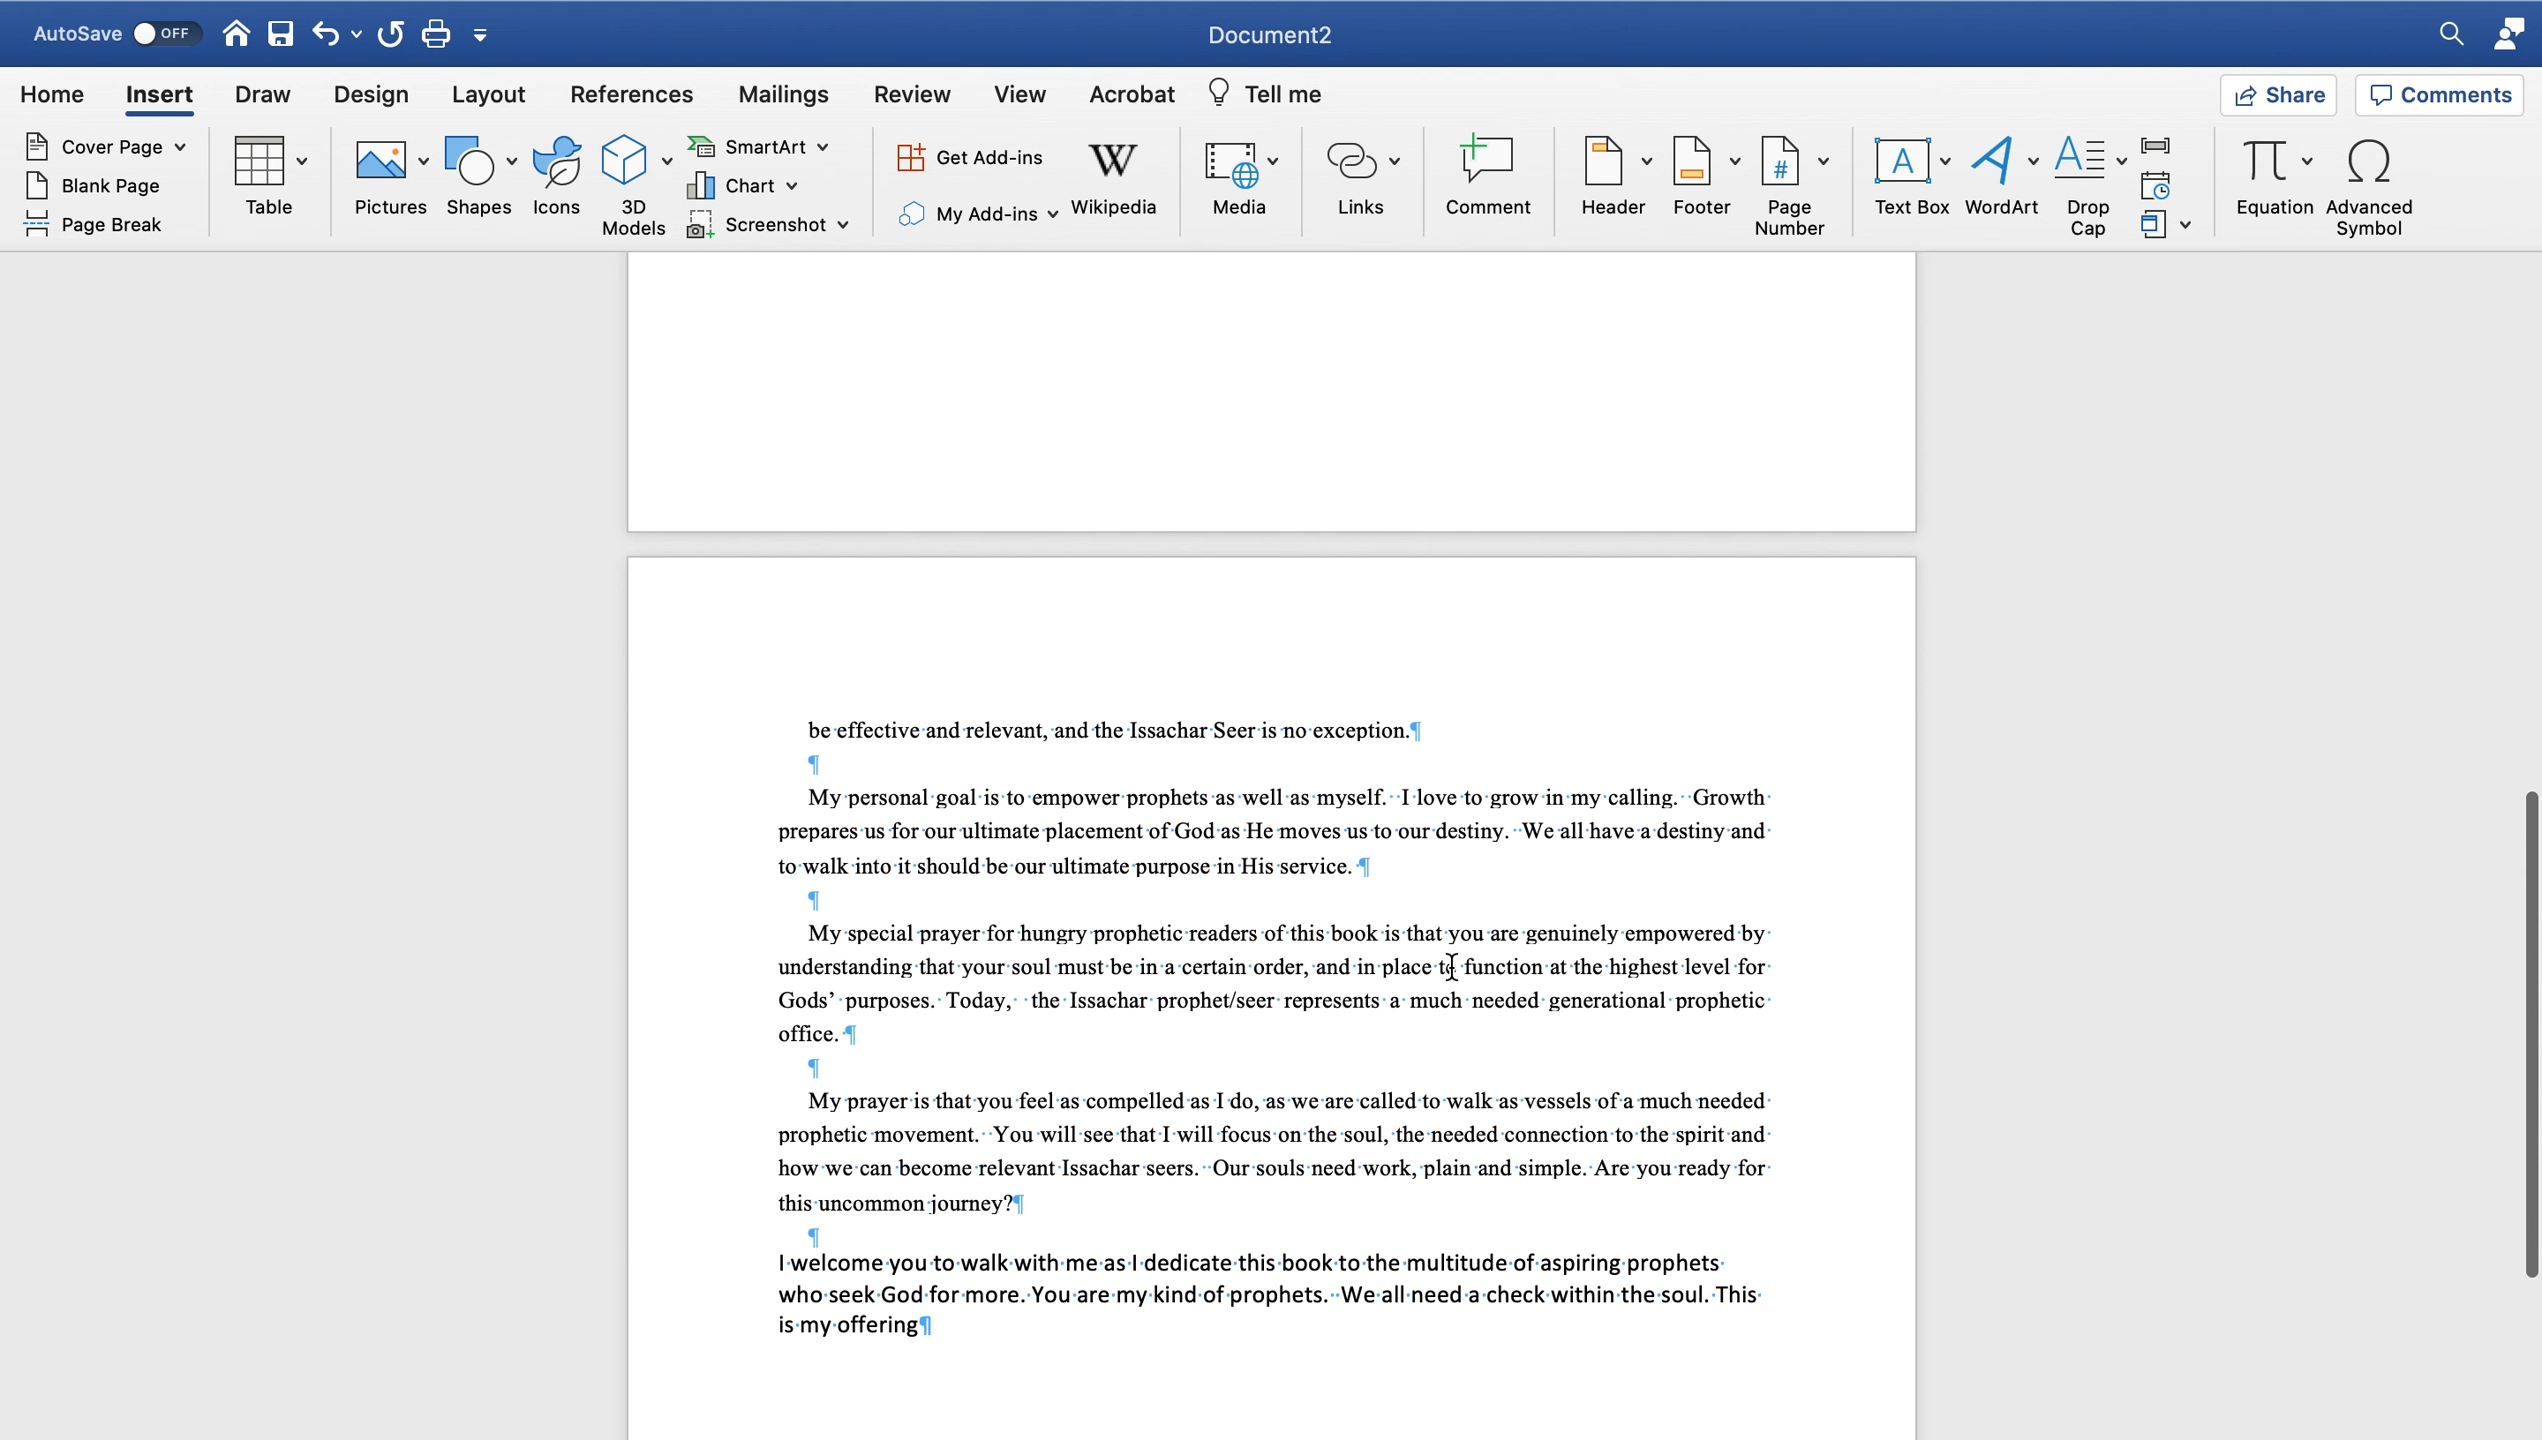 AutoSave OFF Document2
Home Insert Draw Design Layout References Mailings Review View Acrobat Tell me Share Comments
Cover Page
Blank Page
Page Break
Table
Pictures Shapes Icons 3D Models
SmartArt
Chart
Screenshot
Get Add-ins
My Add-ins
W
Wikipedia
Media
Links
Comment
Header Footer # Page Number
A Text Box WordArt A Drop Cap
π Equation Ω Advanced Symbol
be effective and relevant, and the Issachar Seer is no exception.¶
¶
My personal goal is to empower prophets as well as myself.  I love to grow in my calling.  Growth
prepares us for our ultimate placement of God as He moves us to our destiny.  We all have a destiny and
to walk into it should be our ultimate purpose in His service. ¶
¶
My special prayer for hungry prophetic readers of this book is that you are genuinely empowered by
understanding that your soul must be in a certain order, and in place to function at the highest level for
Gods’ purposes. Today,  the Issachar prophet/seer represents a much needed generational prophetic
office. ¶
¶
My prayer is that you feel as compelled as I do, as we are called to walk as vessels of a much needed
prophetic movement.  You will see that I will focus on the soul, the needed connection to the spirit and
how we can become relevant Issachar seers.  Our souls need work, plain and simple. Are you ready for
this uncommon journey?¶
¶
I welcome you to walk with me as I dedicate this book to the multitude of aspiring prophets
who seek God for more. You are my kind of prophets.  We all need a check within the soul. This
is my offering¶